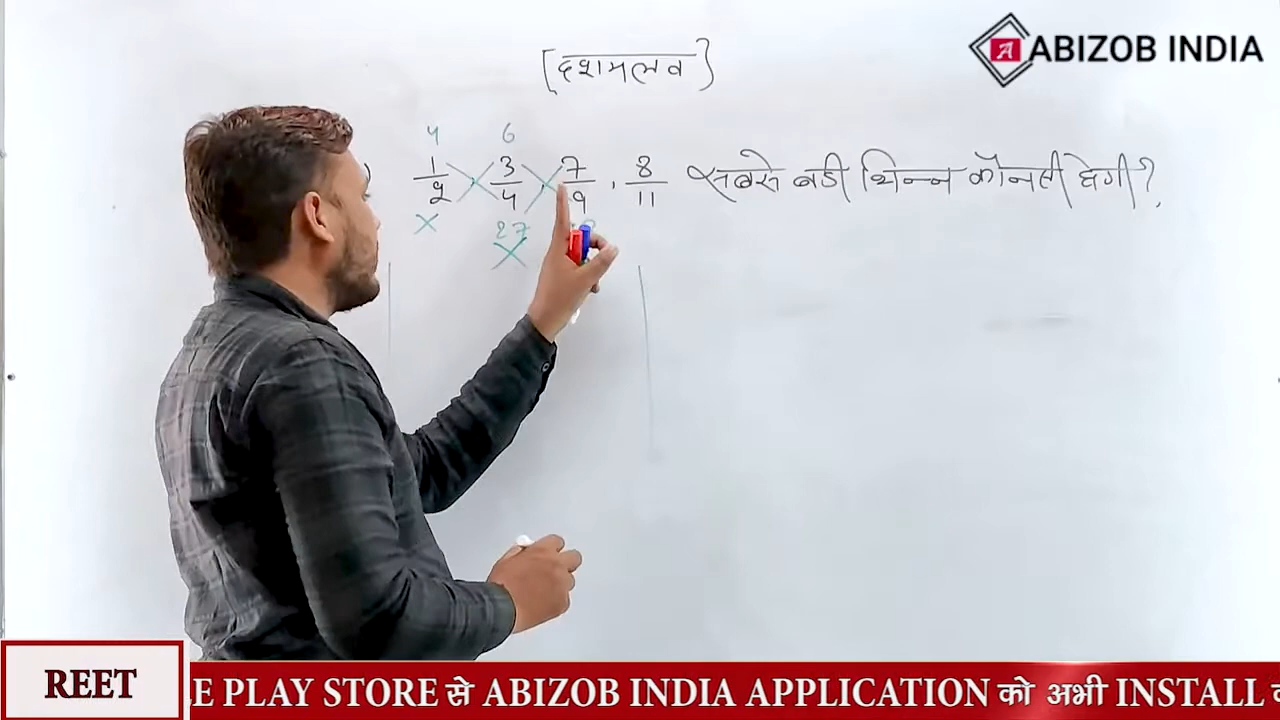 ABIZOB INDIA
[दशमलव]
4 6
1/2 3/4 7/9 , 8/11 सबसे बडी भिन्न कौनसी होगी?
× 27
×
REET
E PLAY STORE से ABIZOB INDIA APPLICATION को अभी INSTALL